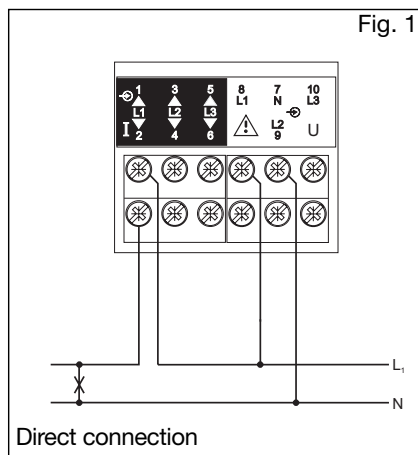 Fig. 1
1 3 5 8 7 10
L1 N L3
L1 L2 L3
I 2 4 6 L2 U
9
L1
N
Direct connection